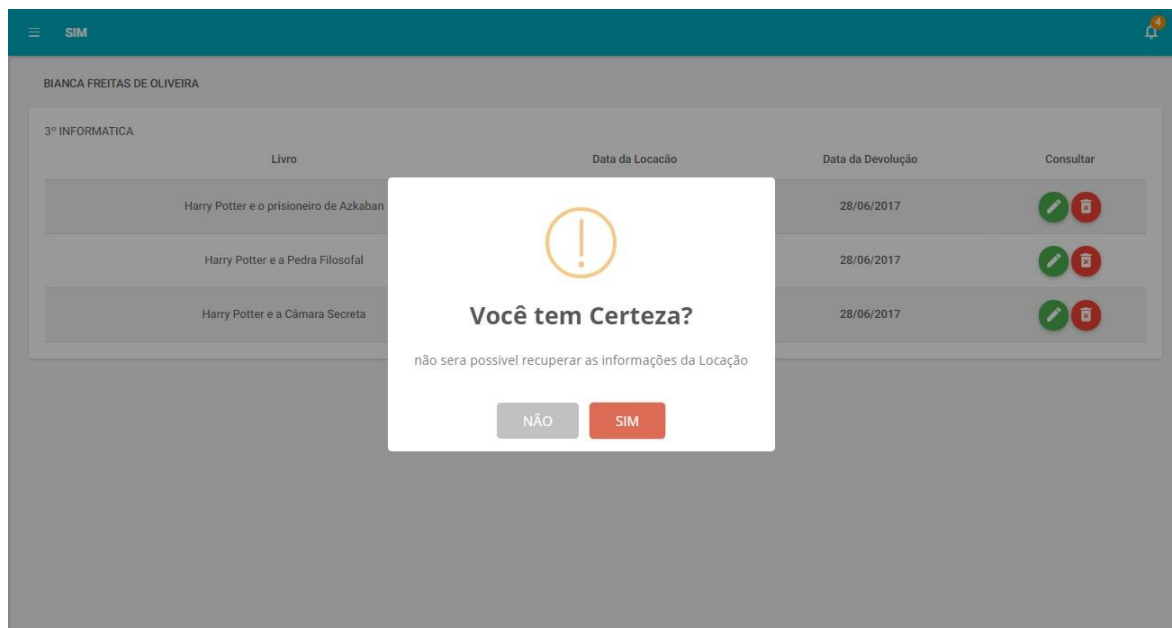 SIM
4
BIANCA FREITAS DE OLIVEIRA
3º INFORMATICA
Livro Data da Locacão Data da Devolução Consultar
Harry Potter e o prisioneiro de Azkaban 28/06/2017
Harry Potter e a Pedra Filosofal 28/06/2017
Harry Potter e a Câmara Secreta 28/06/2017
Você tem Certeza?
não sera possivel recuperar as informações da Locação
NÃO SIM